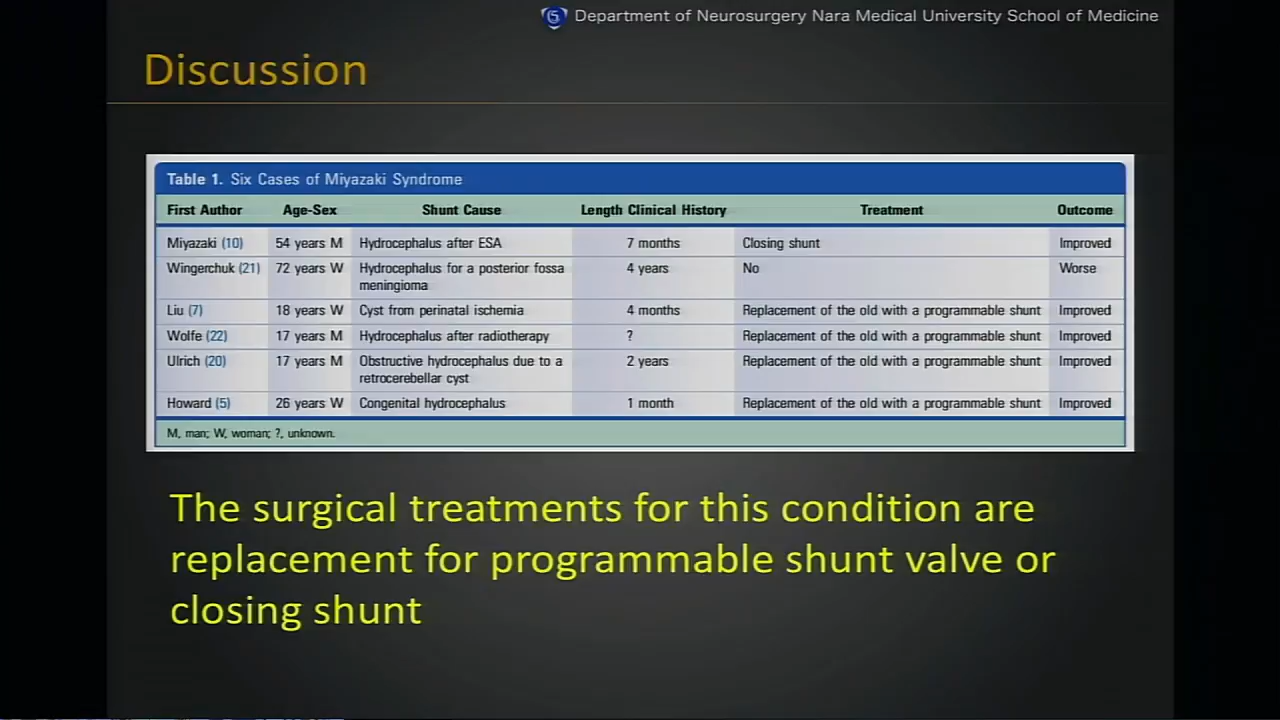 Department of Neurosurgery Nara Medical University School of Medicine
Discussion
Table 1. Six Cases of Miyazaki Syndrome
First Author Age-Sex Shunt Cause Length Clinical History Treatment Outcome
Miyazaki (10) 54 years M Hydrocephalus after ESA 7 months Closing shunt Improved
Wingerchuk (21) 72 years W Hydrocephalus for a posterior fossa 4 years No Worse
meningioma
Liu (7) 18 years W Cyst from perinatal ischemia 4 months Replacement of the old with a programmable shunt Improved
Wolfe (22) 17 years M Hydrocephalus after radiotherapy ? Replacement of the old with a programmable shunt Improved
Ulrich (20) 17 years M Obstructive hydrocephalus due to a 2 years Replacement of the old with a programmable shunt Improved
retrocerebellar cyst
Howard (5) 26 years W Congenital hydrocephalus 1 month Replacement of the old with a programmable shunt Improved
M, man; W, woman; ?, unknown.
The surgical treatments for this condition are
replacement for programmable shunt valve or
closing shunt